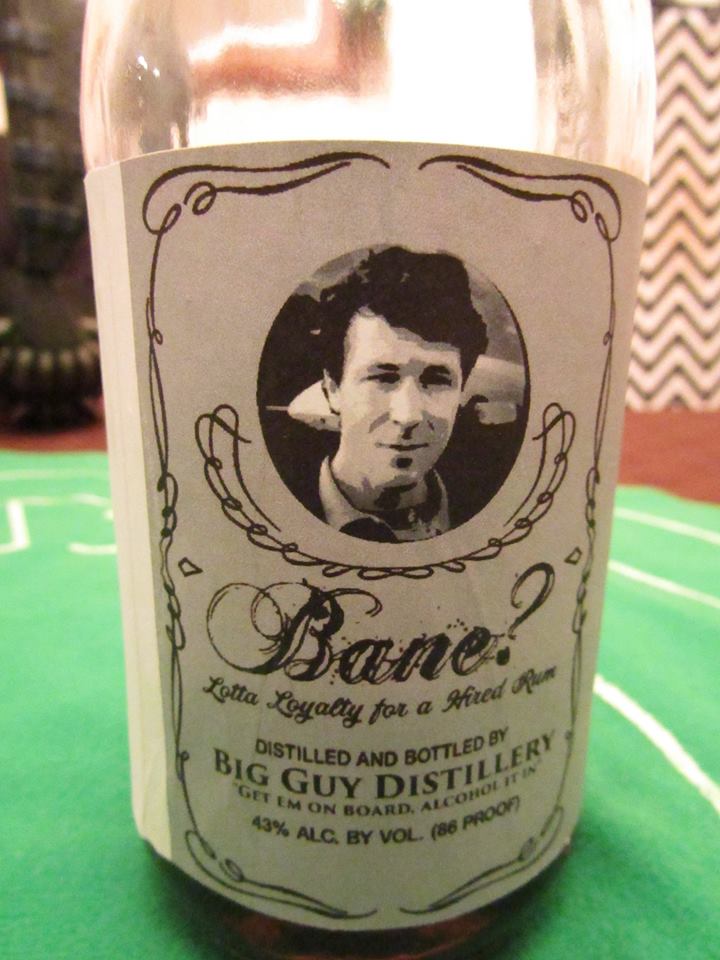 Bane?
Lotta Loyalty for a Hired Rum
DISTILLED AND BOTTLED BY
BIG GUY DISTILLERY
"GET EM ON BOARD, ALCOHOL IT IN"
43% ALC. BY VOL. (86 PROOF)